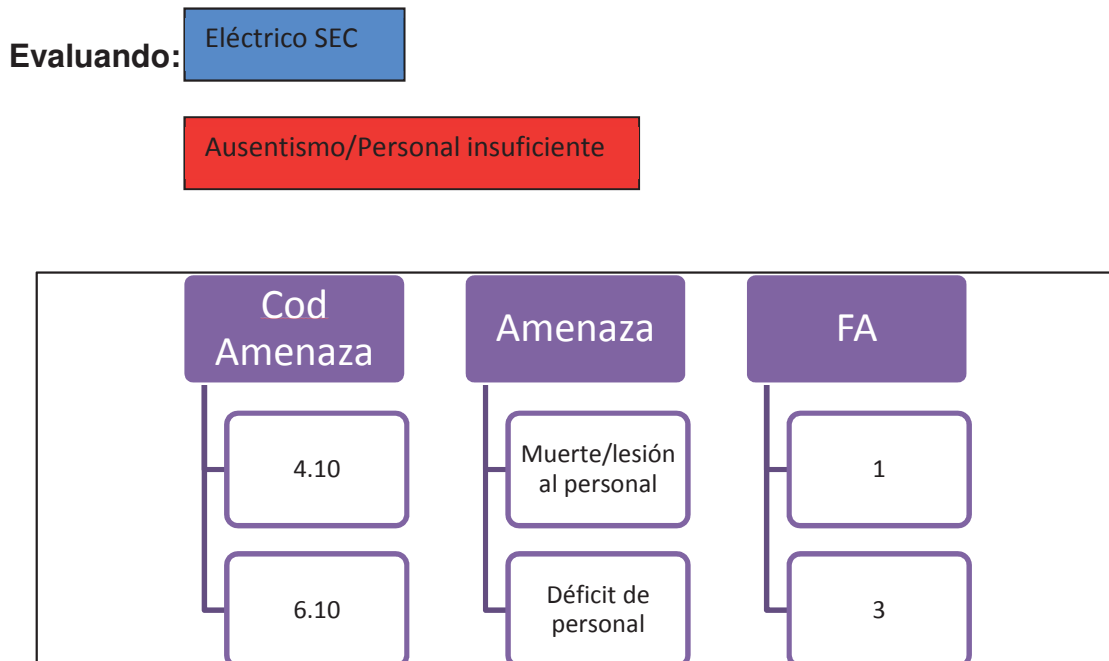 Evaluando:
Eléctrico SEC
Ausentismo/Personal insuficiente
Cod
Amenaza
Amenaza
FA
4.10
Muerte/lesión
al personal
1
6.10
Déficit de
personal
3